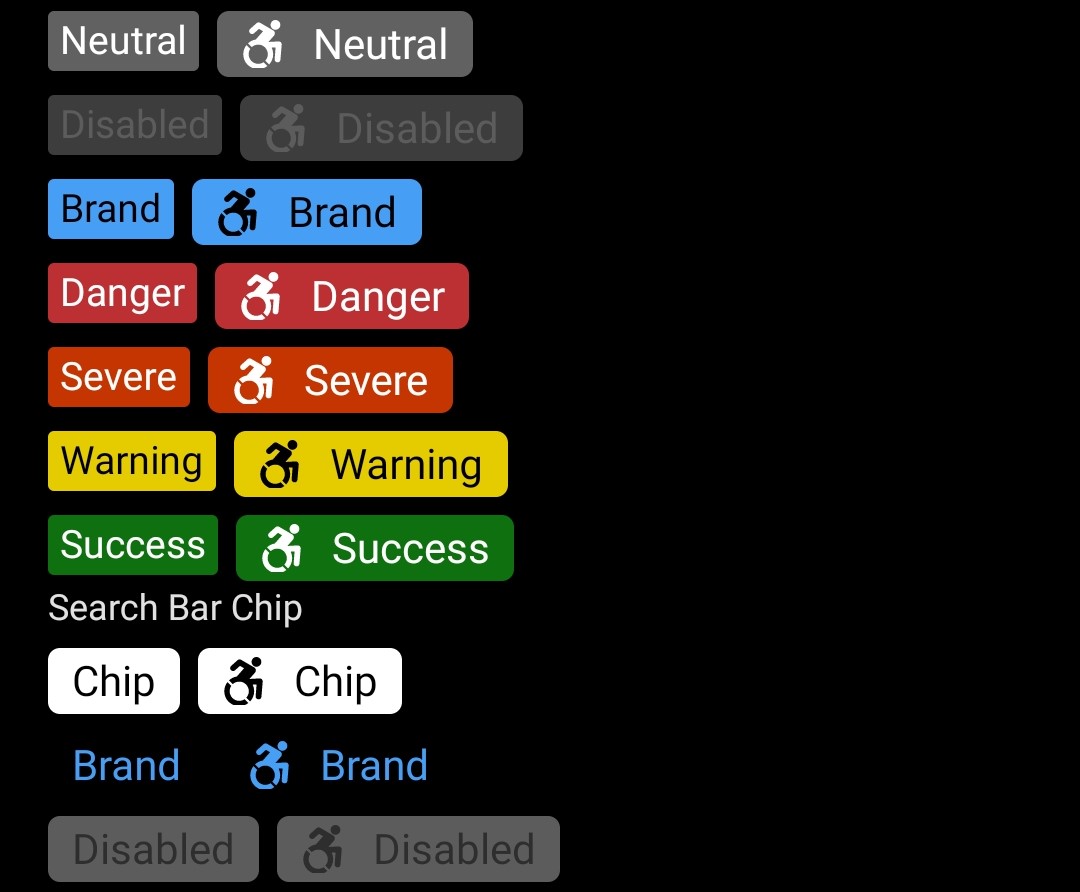 Neutral Neutral
Disabled Disabled
Brand Brand
Danger Danger
Severe Severe
Warning Warning
Success Success
Search Bar Chip
Chip Chip
Brand Brand
Disabled Disabled